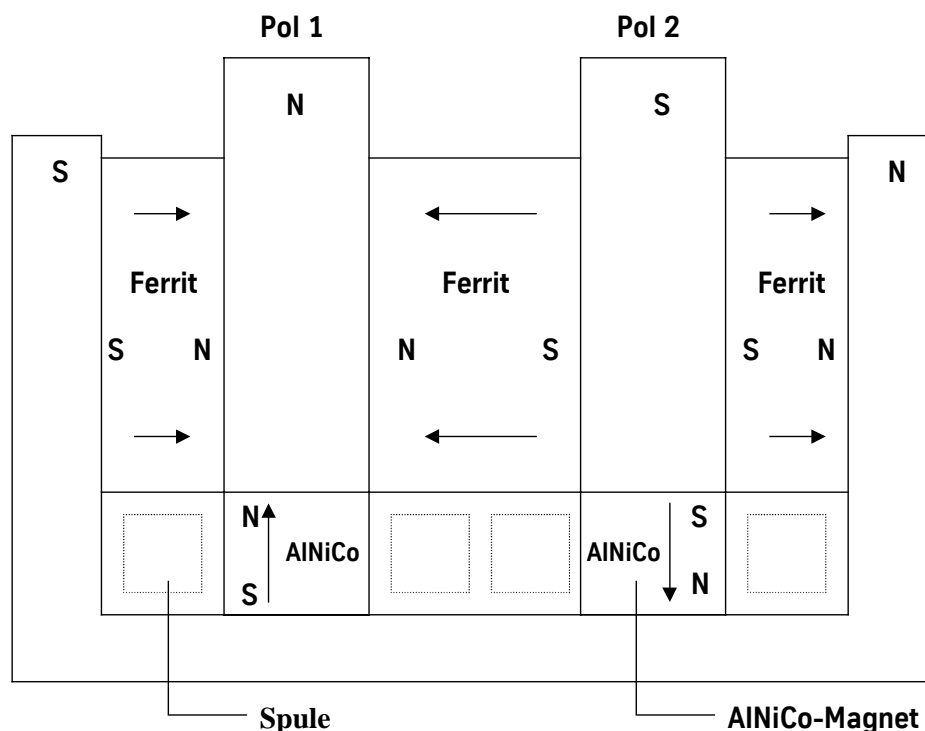 Pol 1 Pol 2
N S
S N
Ferrit Ferrit Ferrit
S N N S S N
N S
AlNiCo AlNiCo
S N
Spule AlNiCo-Magnet